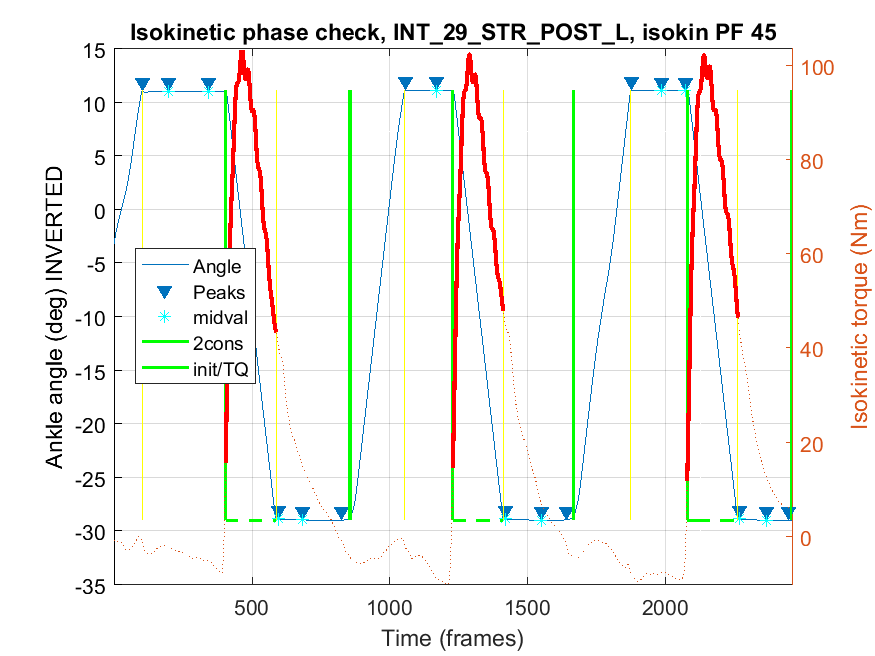 Isokinetic phase check, INT_29_STR_POST_L, isokin PF 45
15
10
5
0
-5
-10
-15
-20
-25
-30
-35
Ankle angle (deg) INVERTED
Angle
Peaks
midval
2cons
init/TQ
100
80
60
40
20
0
Isokinetic torque (Nm)
500
1000
1500
2000
Time (frames)